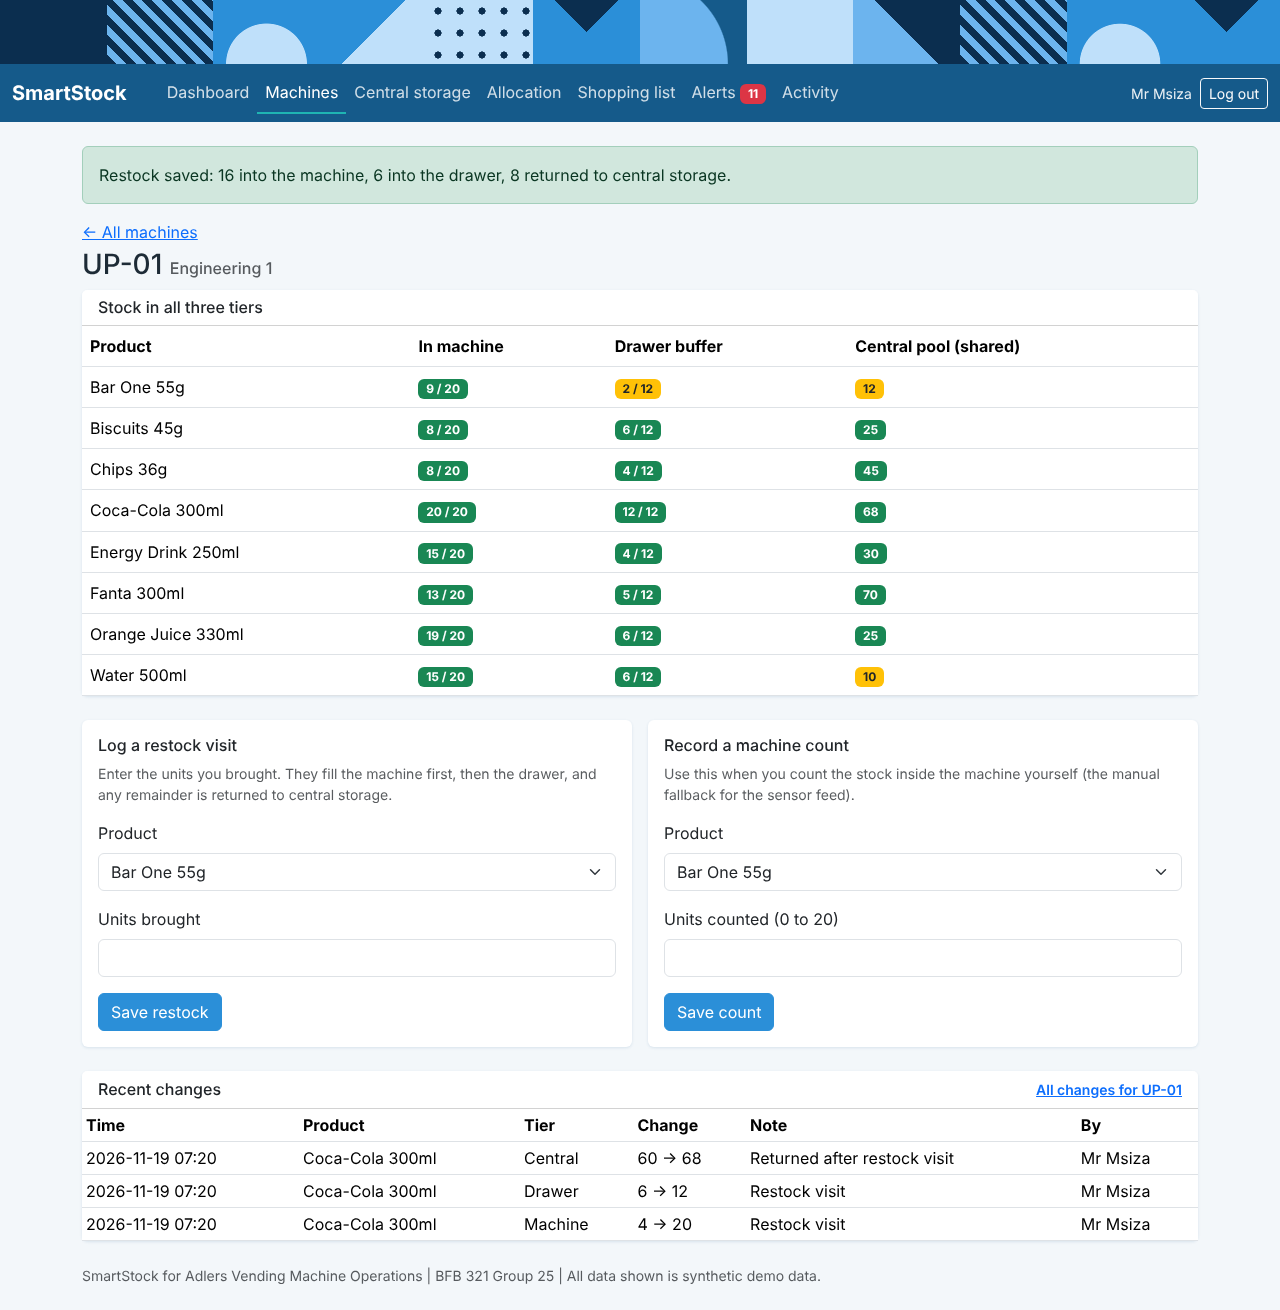 SmartStock Dashboard Machines Central storage Allocation Shopping list Alerts 11 Activity Mr Msiza Log out
Restock saved: 16 into the machine, 6 into the drawer, 8 returned to central storage.
← All machines
UP-01 Engineering 1
Stock in all three tiers
Product In machine Drawer buffer Central pool (shared)
Bar One 55g 9 / 20 2 / 12 12
Biscuits 45g 8 / 20 6 / 12 25
Chips 36g 8 / 20 4 / 12 45
Coca-Cola 300ml 20 / 20 12 / 12 68
Energy Drink 250ml 15 / 20 4 / 12 30
Fanta 300ml 13 / 20 5 / 12 70
Orange Juice 330ml 19 / 20 6 / 12 25
Water 500ml 15 / 20 6 / 12 10
Log a restock visit
Enter the units you brought. They fill the machine first, then the drawer, and
any remainder is returned to central storage.
Product
Bar One 55g
Units brought
Save restock
Record a machine count
Use this when you count the stock inside the machine yourself (the manual
fallback for the sensor feed).
Product
Bar One 55g
Units counted (0 to 20)
Save count
Recent changes All changes for UP-01
Time Product Tier Change Note By
2026-11-19 07:20 Coca-Cola 300ml Central 60 → 68 Returned after restock visit Mr Msiza
2026-11-19 07:20 Coca-Cola 300ml Drawer 6 → 12 Restock visit Mr Msiza
2026-11-19 07:20 Coca-Cola 300ml Machine 4 → 20 Restock visit Mr Msiza
SmartStock for Adlers Vending Machine Operations | BFB 321 Group 25 | All data shown is synthetic demo data.